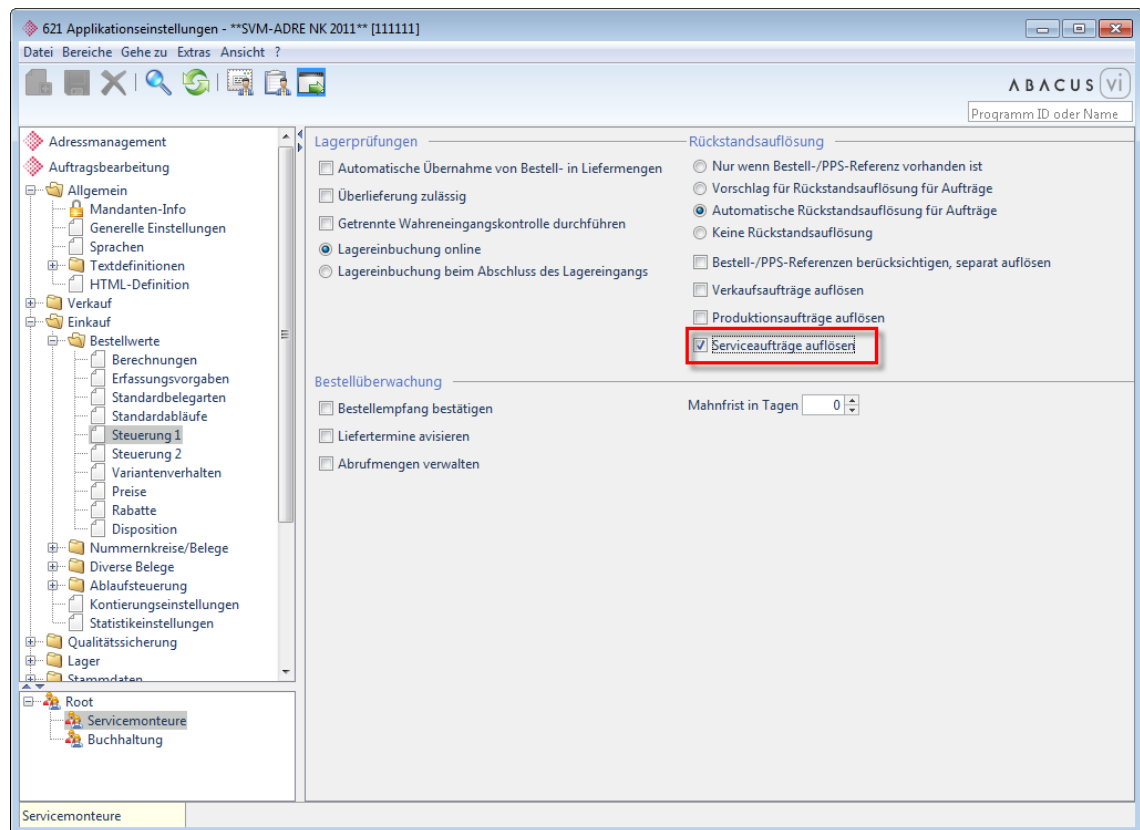 621 Applikationseinstellungen - **SVM-ADRE NK 2011** [111111]
Datei Bereiche Gehe zu Extras Ansicht ?
ABACUS vi
Programm ID oder Name
Adressmanagement
Auftragsbearbeitung
Allgemein
Mandanten-Info
Generelle Einstellungen
Sprachen
Textdefinitionen
HTML-Definition
Verkauf
Einkauf
Bestellwerte
Berechnungen
Erfassungsvorgaben
Standardbelegarten
Standardabläufe
Steuerung 1
Steuerung 2
Variantenverhalten
Preise
Rabatte
Disposition
Nummernkreise/Belege
Diverse Belege
Ablaufsteuerung
Kontierungseinstellungen
Statistikeinstellungen
Qualitätssicherung
Lager
Stammdaten
Root
Servicemonteure
Buchhaltung
Servicemonteure
Lagerprüfungen
Automatische Übernahme von Bestell- in Liefermengen
Überlieferung zulässig
Getrennte Wahreneingangskontrolle durchführen
Lagereinbuchung online
Lagereinbuchung beim Abschluss des Lagereingangs
Rückstandsauflösung
Nur wenn Bestell-/PPS-Referenz vorhanden ist
Vorschlag für Rückstandsauflösung für Aufträge
Automatische Rückstandsauflösung für Aufträge
Keine Rückstandsauflösung
Bestell-/PPS-Referenzen berücksichtigen, separat auflösen
Verkaufsaufträge auflösen
Produktionsaufträge auflösen
Serviceaufträge auflösen
Bestellüberwachung
Bestellempfang bestätigen
Liefertermine avisieren
Abrufmengen verwalten
Mahnfrist in Tagen 0